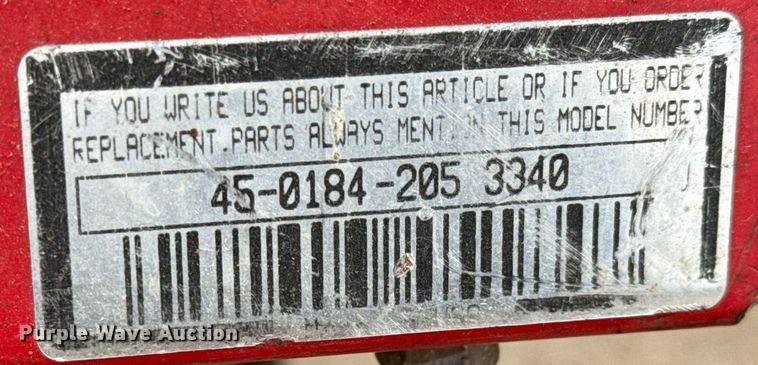 IF YOU WRITE US ABOUT THIS ARTICLE OR IF YOU ORDER
REPLACEMENT PARTS ALWAYS MENTION THIS MODEL NUMBER
45-0184-205 3340
Purple Wave Auction